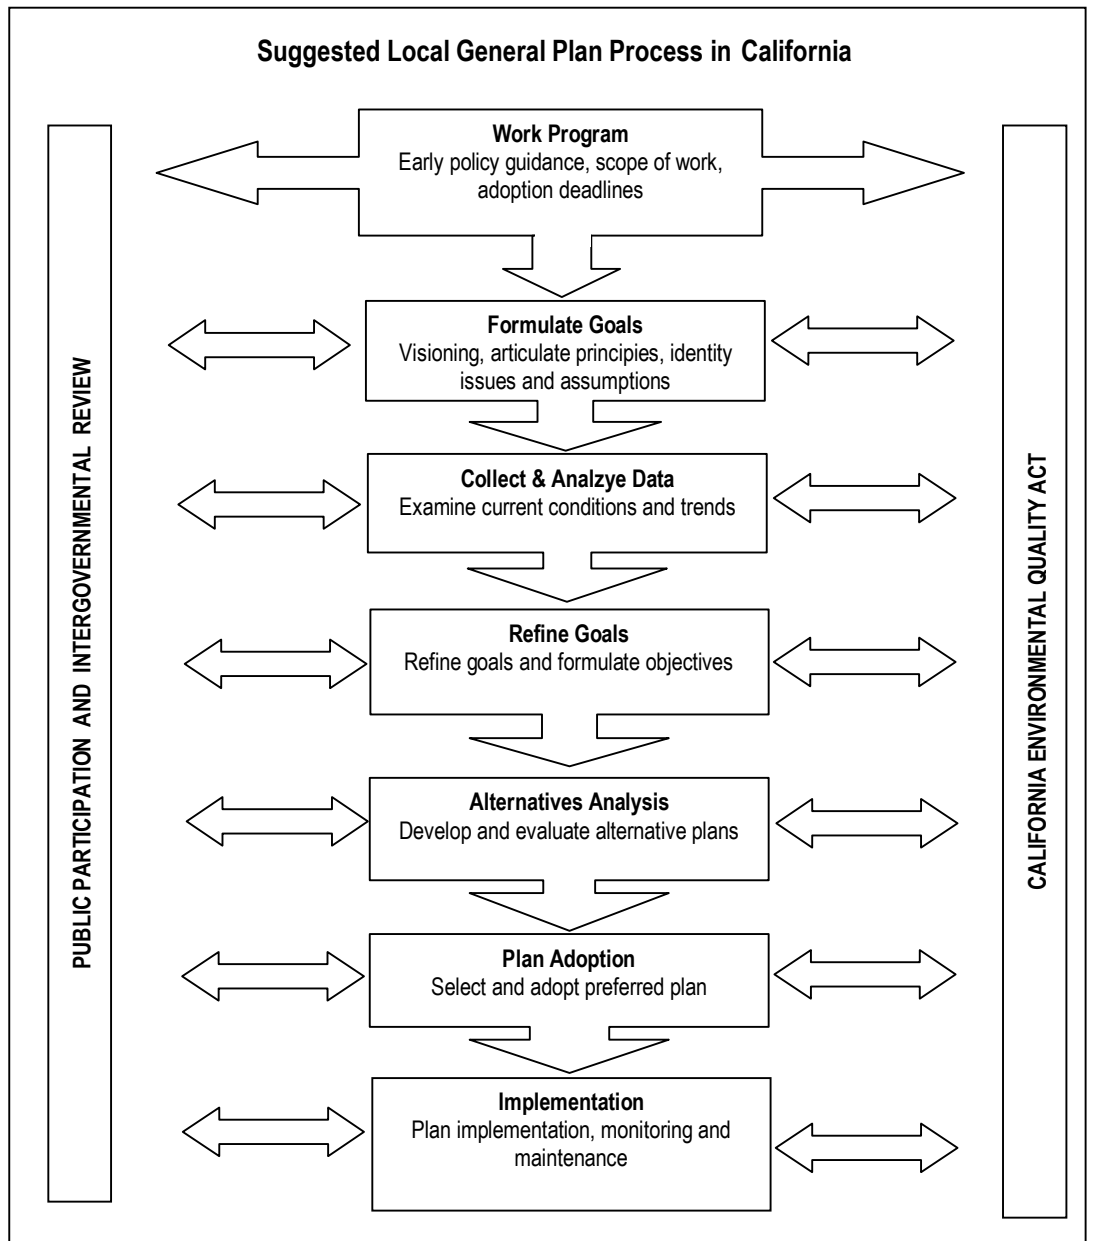 Suggested Local General Plan Process in California
PUBLIC PARTICIPATION AND INTERGOVERNMENTAL REVIEW
Work Program
Early policy guidance, scope of work,
adoption deadlines
Formulate Goals
Visioning, articulate principies, identity
issues and assumptions
Collect & Analzye Data
Examine current conditions and trends
Refine Goals
Refine goals and formulate objectives
Alternatives Analysis
Develop and evaluate alternative plans
Plan Adoption
Select and adopt preferred plan
Implementation
Plan implementation, monitoring and
maintenance
CALIFORNIA ENVIRONMENTAL QUALITY ACT